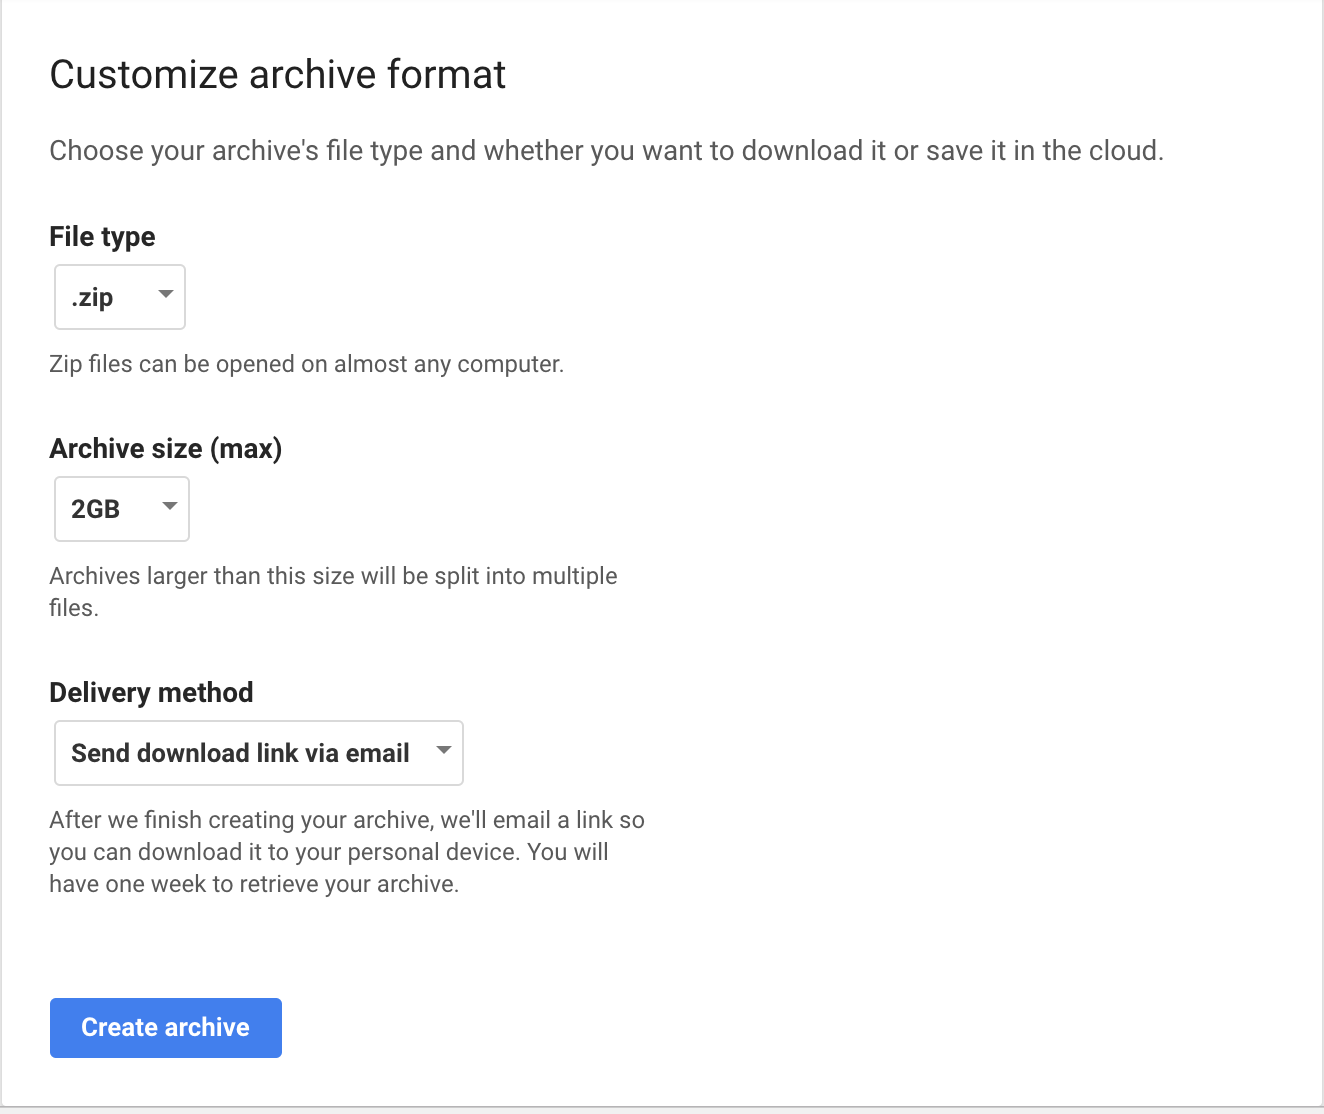 Customize archive format
Choose your archive's file type and whether you want to download it or save it in the cloud.
File type
.zip
Zip files can be opened on almost any computer.
Archive size (max)
2GB
Archives larger than this size will be split into multiple
files.
Delivery method
Send download link via email
After we finish creating your archive, we'll email a link so
you can download it to your personal device. You will
have one week to retrieve your archive.
Create archive